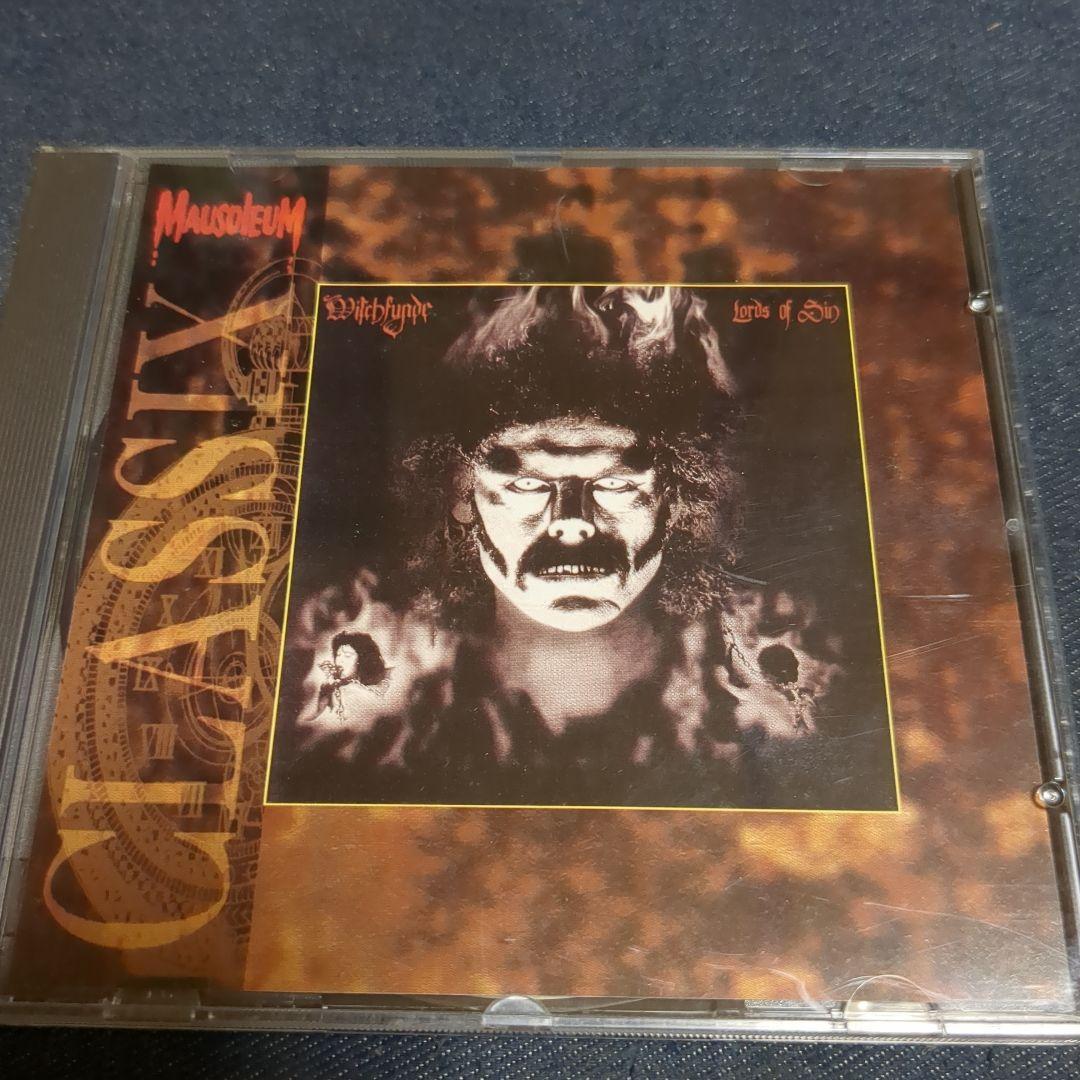 MAUSOLEUM
CLASSIX
Witchfynde
Lords of Sin